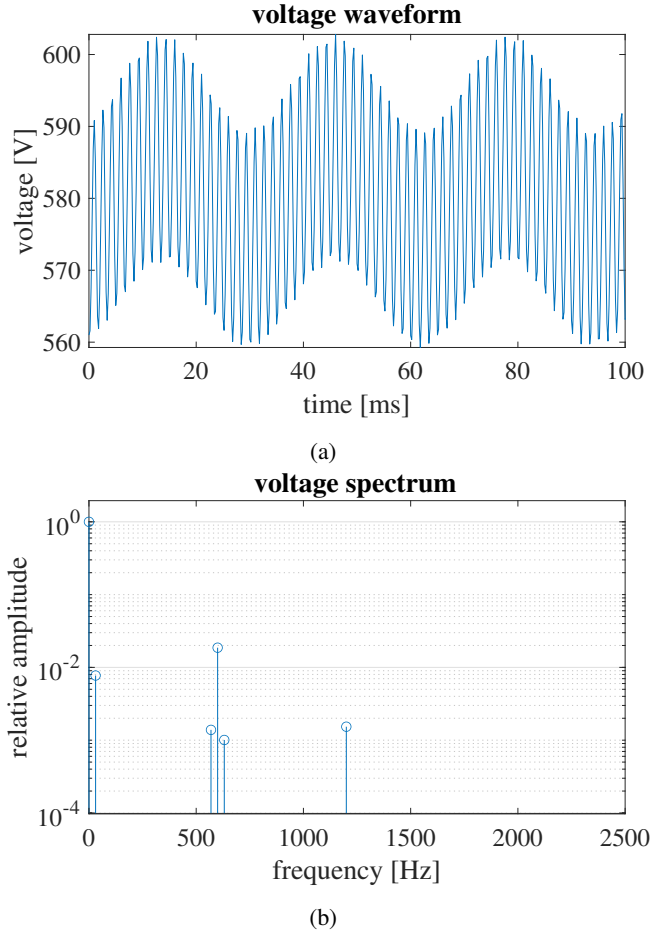 voltage waveform
600
590
580
570
560
voltage [V]
0 20 40 60 80 100
time [ms]
(a)
voltage spectrum
10^0
10^-2
10^-4
relative amplitude
0 500 1000 1500 2000 2500
frequency [Hz]
(b)